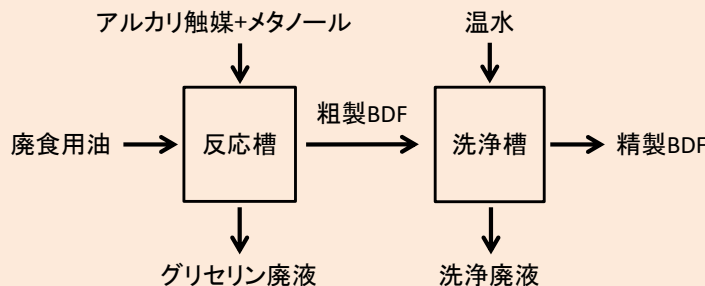 アルカリ触媒+メタノール
温水
廃食用油
反応槽
粗製BDF
洗浄槽
精製BDF
グリセリン廃液
洗浄廃液